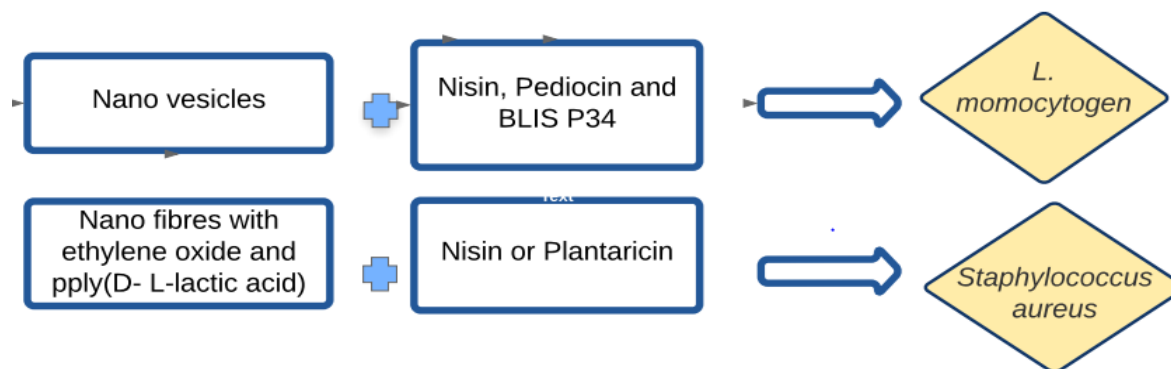 Nano vesicles
Nisin, Pediocin and
BLIS P34
L.
momocytogen
Nano fibres with
ethylene oxide and
pply(D- L-lactic acid)
Text
Nisin or Plantaricin
Staphylococcus
aureus